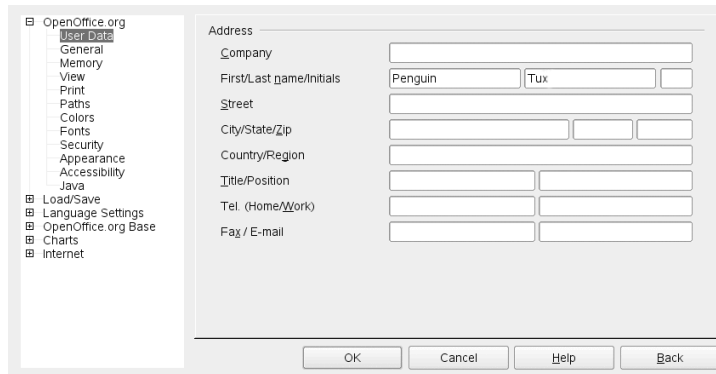 OpenOffice.org
User Data
General
Memory
View
Print
Paths
Colors
Fonts
Security
Appearance
Accessibility
Java
Load/Save
Language Settings
OpenOffice.org Base
Charts
Internet
Address
Company
First/Last name/Initials Penguin Tux
Street
City/State/Zip
Country/Region
Title/Position
Tel. (Home/Work)
Fax / E-mail
OK Cancel Help Back